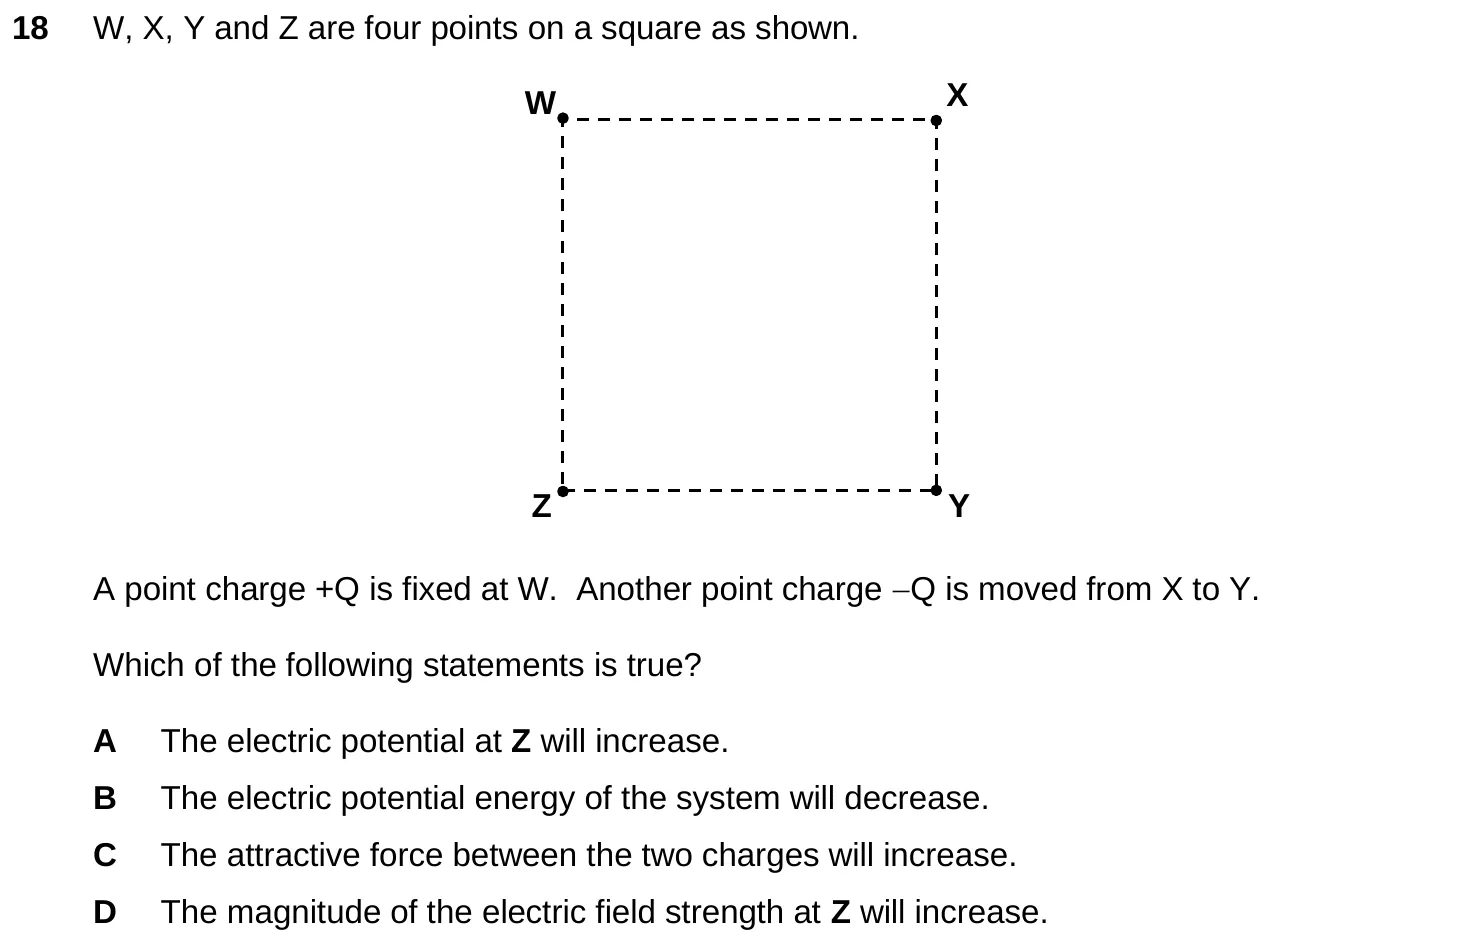 18 W, X, Y and Z are four points on a square as shown.
W
X
Z
Y
A point charge +Q is fixed at W. Another point charge –Q is moved from X to Y.
Which of the following statements is true?
A The electric potential at Z will increase.
B The electric potential energy of the system will decrease.
C The attractive force between the two charges will increase.
D The magnitude of the electric field strength at Z will increase.